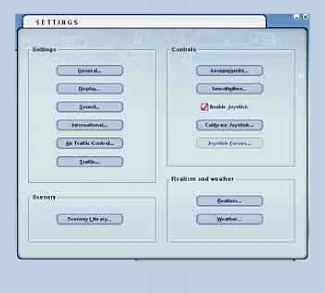 SETTINGS
Settings
General...
Display...
Sound...
International...
Air Traffic Control...
Traffic...
Scenery
Scenery Library...
Controls
Assignments...
Sensitivities...
Enable Joystick
Calibrate Joystick...
Joystick Forces...
Realism and weather
Realism...
Weather...